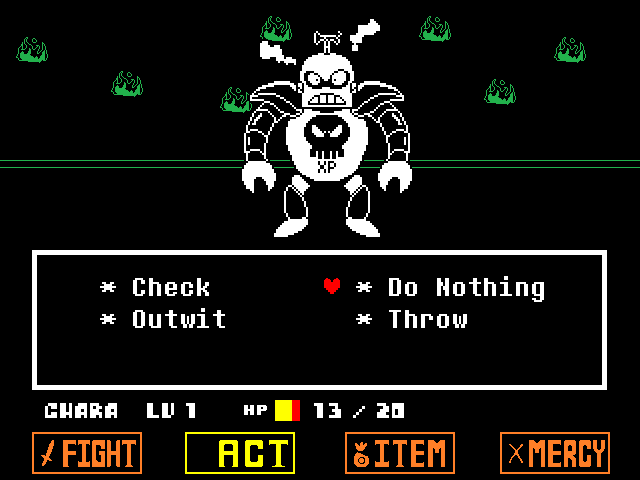 XP
* Check * Do Nothing
* Outwit * Throw
CHARA LV 1 HP 13 / 20
FIGHT ACT ITEM MERCY